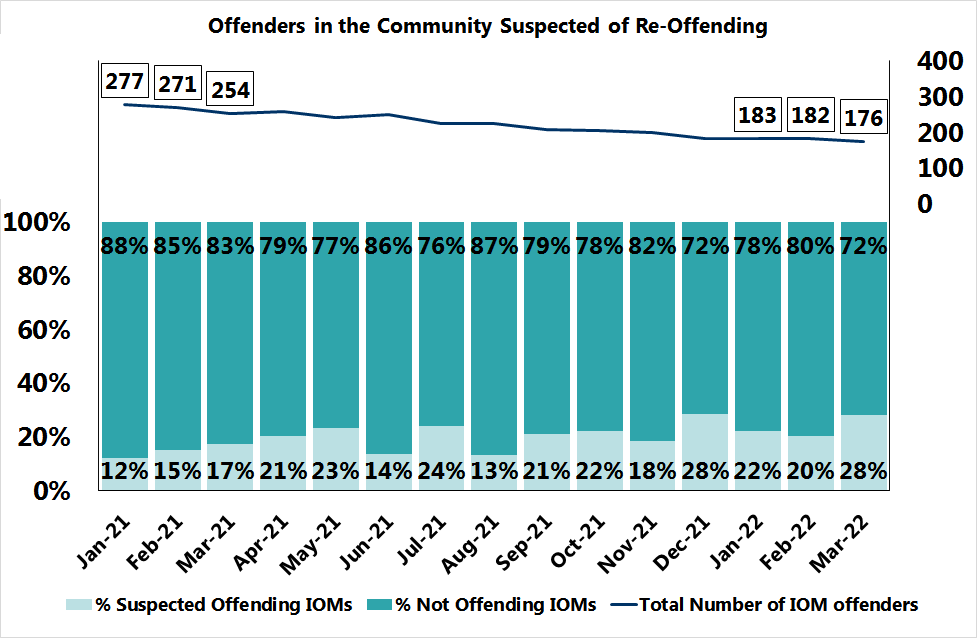 Offenders in the Community Suspected of Re-Offending
277 271 254 183 182 176
400
300
200
100
0
100%
80%
60%
40%
20%
0%
88% 85% 83% 79% 77% 86% 76% 87% 79% 78% 82% 72% 78% 80% 72%
12% 15% 17% 21% 23% 14% 24% 13% 21% 22% 18% 28% 22% 20% 28%
Jan-21 Feb-21 Mar-21 Apr-21 May-21 Jun-21 Jul-21 Aug-21 Sep-21 Oct-21 Nov-21 Dec-21 Jan-22 Feb-22 Mar-22
% Suspected Offending IOMs % Not Offending IOMs Total Number of IOM offenders